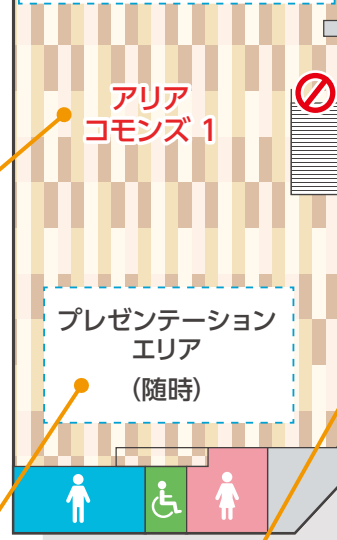 アリア
コモンズ 1
プレゼンテーション
エリア
（随時）